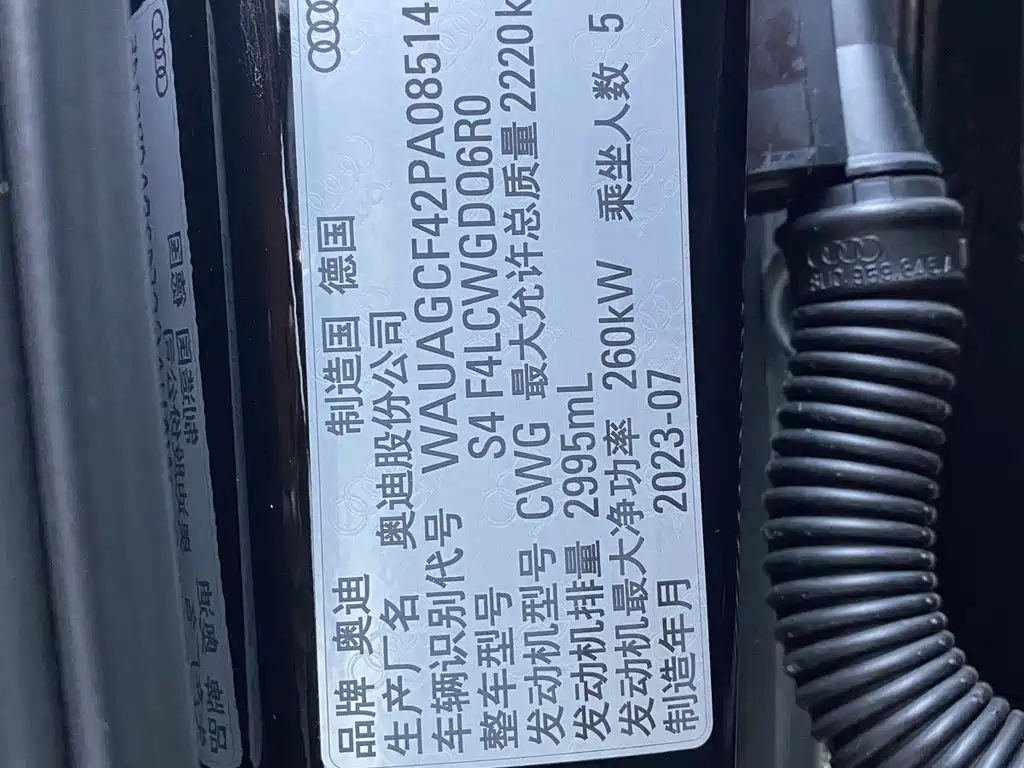 品牌 奥迪 制造国 德国
生产厂名 奥迪股份公司
车辆识别代号 WAUAGCF42PA08514
整车型号 S4 F4LCWGDQ6R0
发动机型号 CWG 最大允许总质量 2220k
发动机排量 2995mL
发动机最大净功率 260kW 乘坐人数 5
制造年月 2023-07